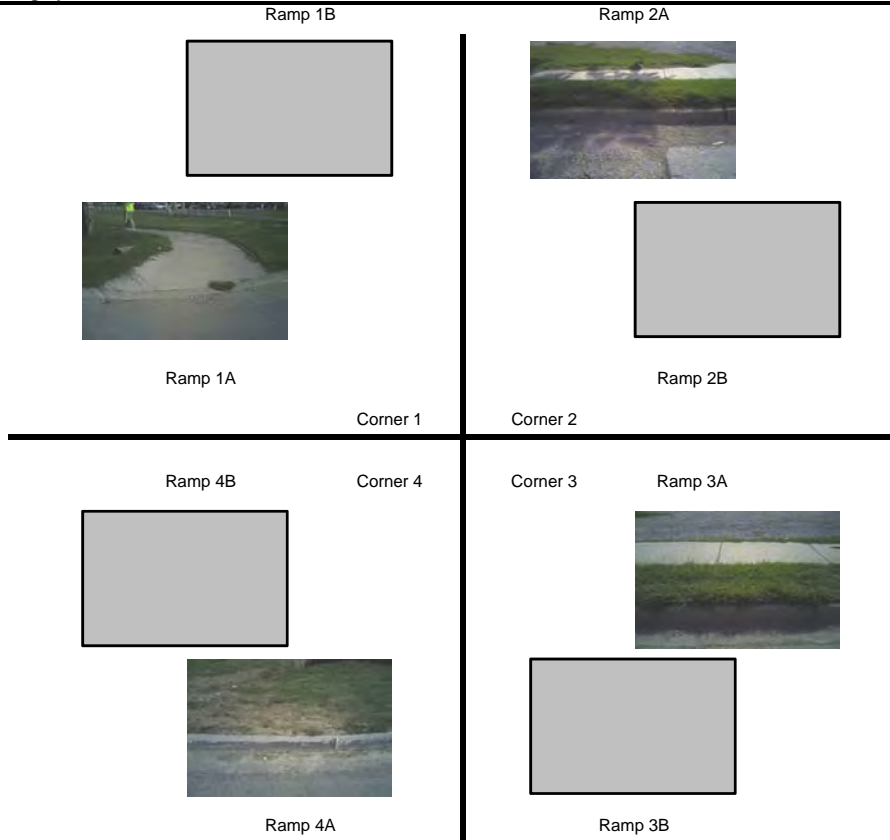 Ramp 1B
Ramp 2A
Ramp 1A
Ramp 2B
Corner 1
Corner 2
Ramp 4B
Corner 4
Corner 3
Ramp 3A
Ramp 4A
Ramp 3B